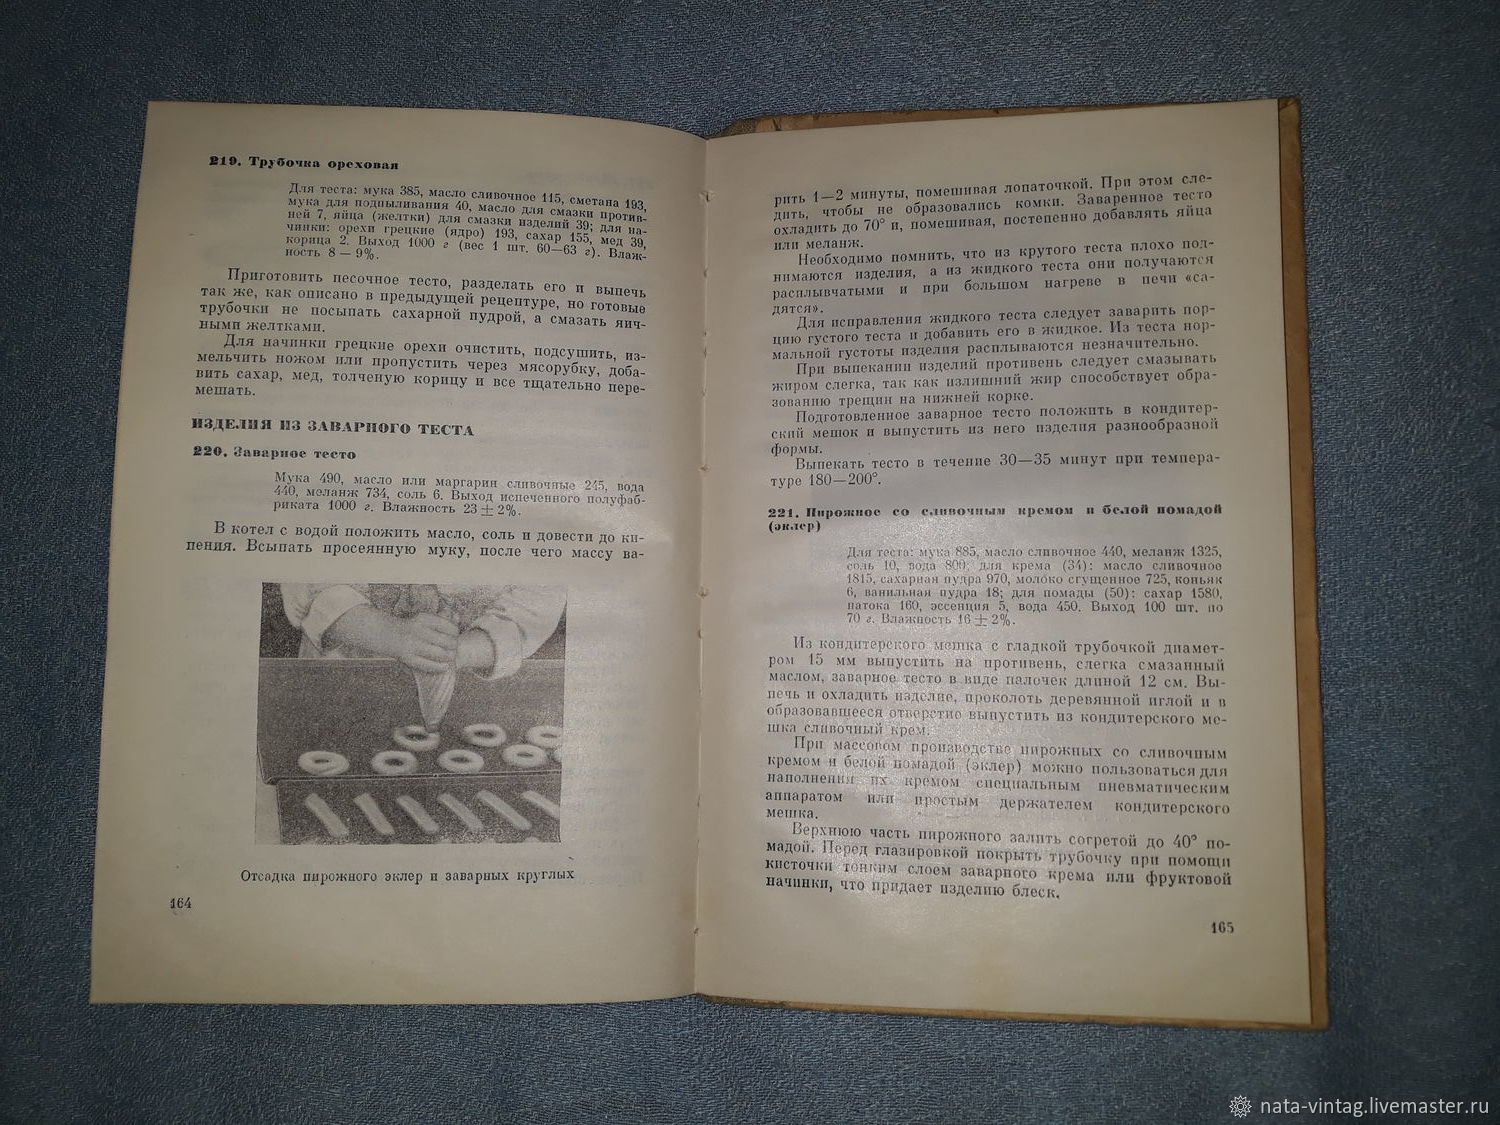 219. Трубочка ореховая
Для теста: мука 385, масло сливочное 115, сметана 193,
мука для подпыливания 40, масло для смазки против-
ней 7, яйца (желтки) для смазки изделий 39; для на-
чинки: орехи грецкие (ядро) 193, сахар 155, мед 39,
корица 2. Выход 1000 г (вес 1 шт. 60—63 г). Влаж-
ность 8 — 9%.
Приготовить песочное тесто, разделать его и выпечь
так же, как описано в предыдущей рецептуре, но готовые
трубочки не посыпать сахарной пудрой, а смазать яич-
ными желтками.
Для начинки грецкие орехи очистить, подсушить, из-
мельчить ножом или пропустить через мясорубку, доба-
вить сахар, мед, толченую корицу и все тщательно пере-
мешать.
ИЗДЕЛИЯ ИЗ ЗАВАРНОГО ТЕСТА
220. Заварное тесто
Мука 490, масло или маргарин сливочные 245, вода
440, меланж 734, соль 6. Выход испеченного полуфаб-
риката 1000 г. Влажность 23 ± 2%.
В котел с водой положить масло, соль и довести до ки-
пения. Всыпать просеянную муку, после чего массу ва-
Отсадка пирожного эклер и заварных круглых
164
рить 1—2 минуты, помешивая лопаточкой. При этом сле-
дить, чтобы не образовались комки. Заваренное тесто
охладить до 70° и, помешивая, постепенно добавлять яйца
или меланж.
Необходимо помнить, что из крутого теста плохо под-
нимаются изделия, а из жидкого теста они получаются
расплывчатыми и при большом нагреве в печи «са-
дятся».
Для исправления жидкого теста следует заварить пор-
цию густого теста и добавить его в жидкое. Из теста нор-
мальной густоты изделия расплываются незначительно.
При выпекании изделий противень следует смазывать
жиром слегка, так как излишний жир способствует обра-
зованию трещин на нижней корке.
Подготовленное заварное тесто положить в кондитер-
ский мешок и выпустить из него изделия разнообразной
формы.
Выпекать тесто в течение 30—35 минут при темпера-
туре 180—200°.
221. Пирожное со сливочным кремом и белой помадой
(эклер)
Для теста: мука 885, масло сливочное 440, меланж 1325,
соль 10, вода 800; для крема (34): масло сливочное
1815, сахарная пудра 970, молоко сгущенное 725, коньяк
6, ванильная пудра 18; для помады (50): сахар 1580,
патока 160, эссенция 5, вода 450. Выход 100 шт. по
70 г. Влажность 16 ± 2%.
Из кондитерского мешка с гладкой трубочкой диамет-
ром 15 мм выпустить на противень, слегка смазанный
маслом, заварное тесто в виде палочек длиной 12 см. Вы-
печь и охладить изделие, проколоть деревянной иглой и в
образовавшееся отверстие выпустить из кондитерского ме-
шка сливочный крем.
При массовом производстве пирожных со сливочным
кремом и белой помадой (эклер) можно пользоваться для
наполнения их кремом специальным пневматическим
аппаратом или простым держателем кондитерского
мешка.
Верхнюю часть пирожного залить согретой до 40° по-
мадой. Перед глазировкой покрыть трубочку при помощи
кисточки тонким слоем заварного крема или фруктовой
начинки, что придает изделию блеск.
165
nata-vintag.livemaster.ru